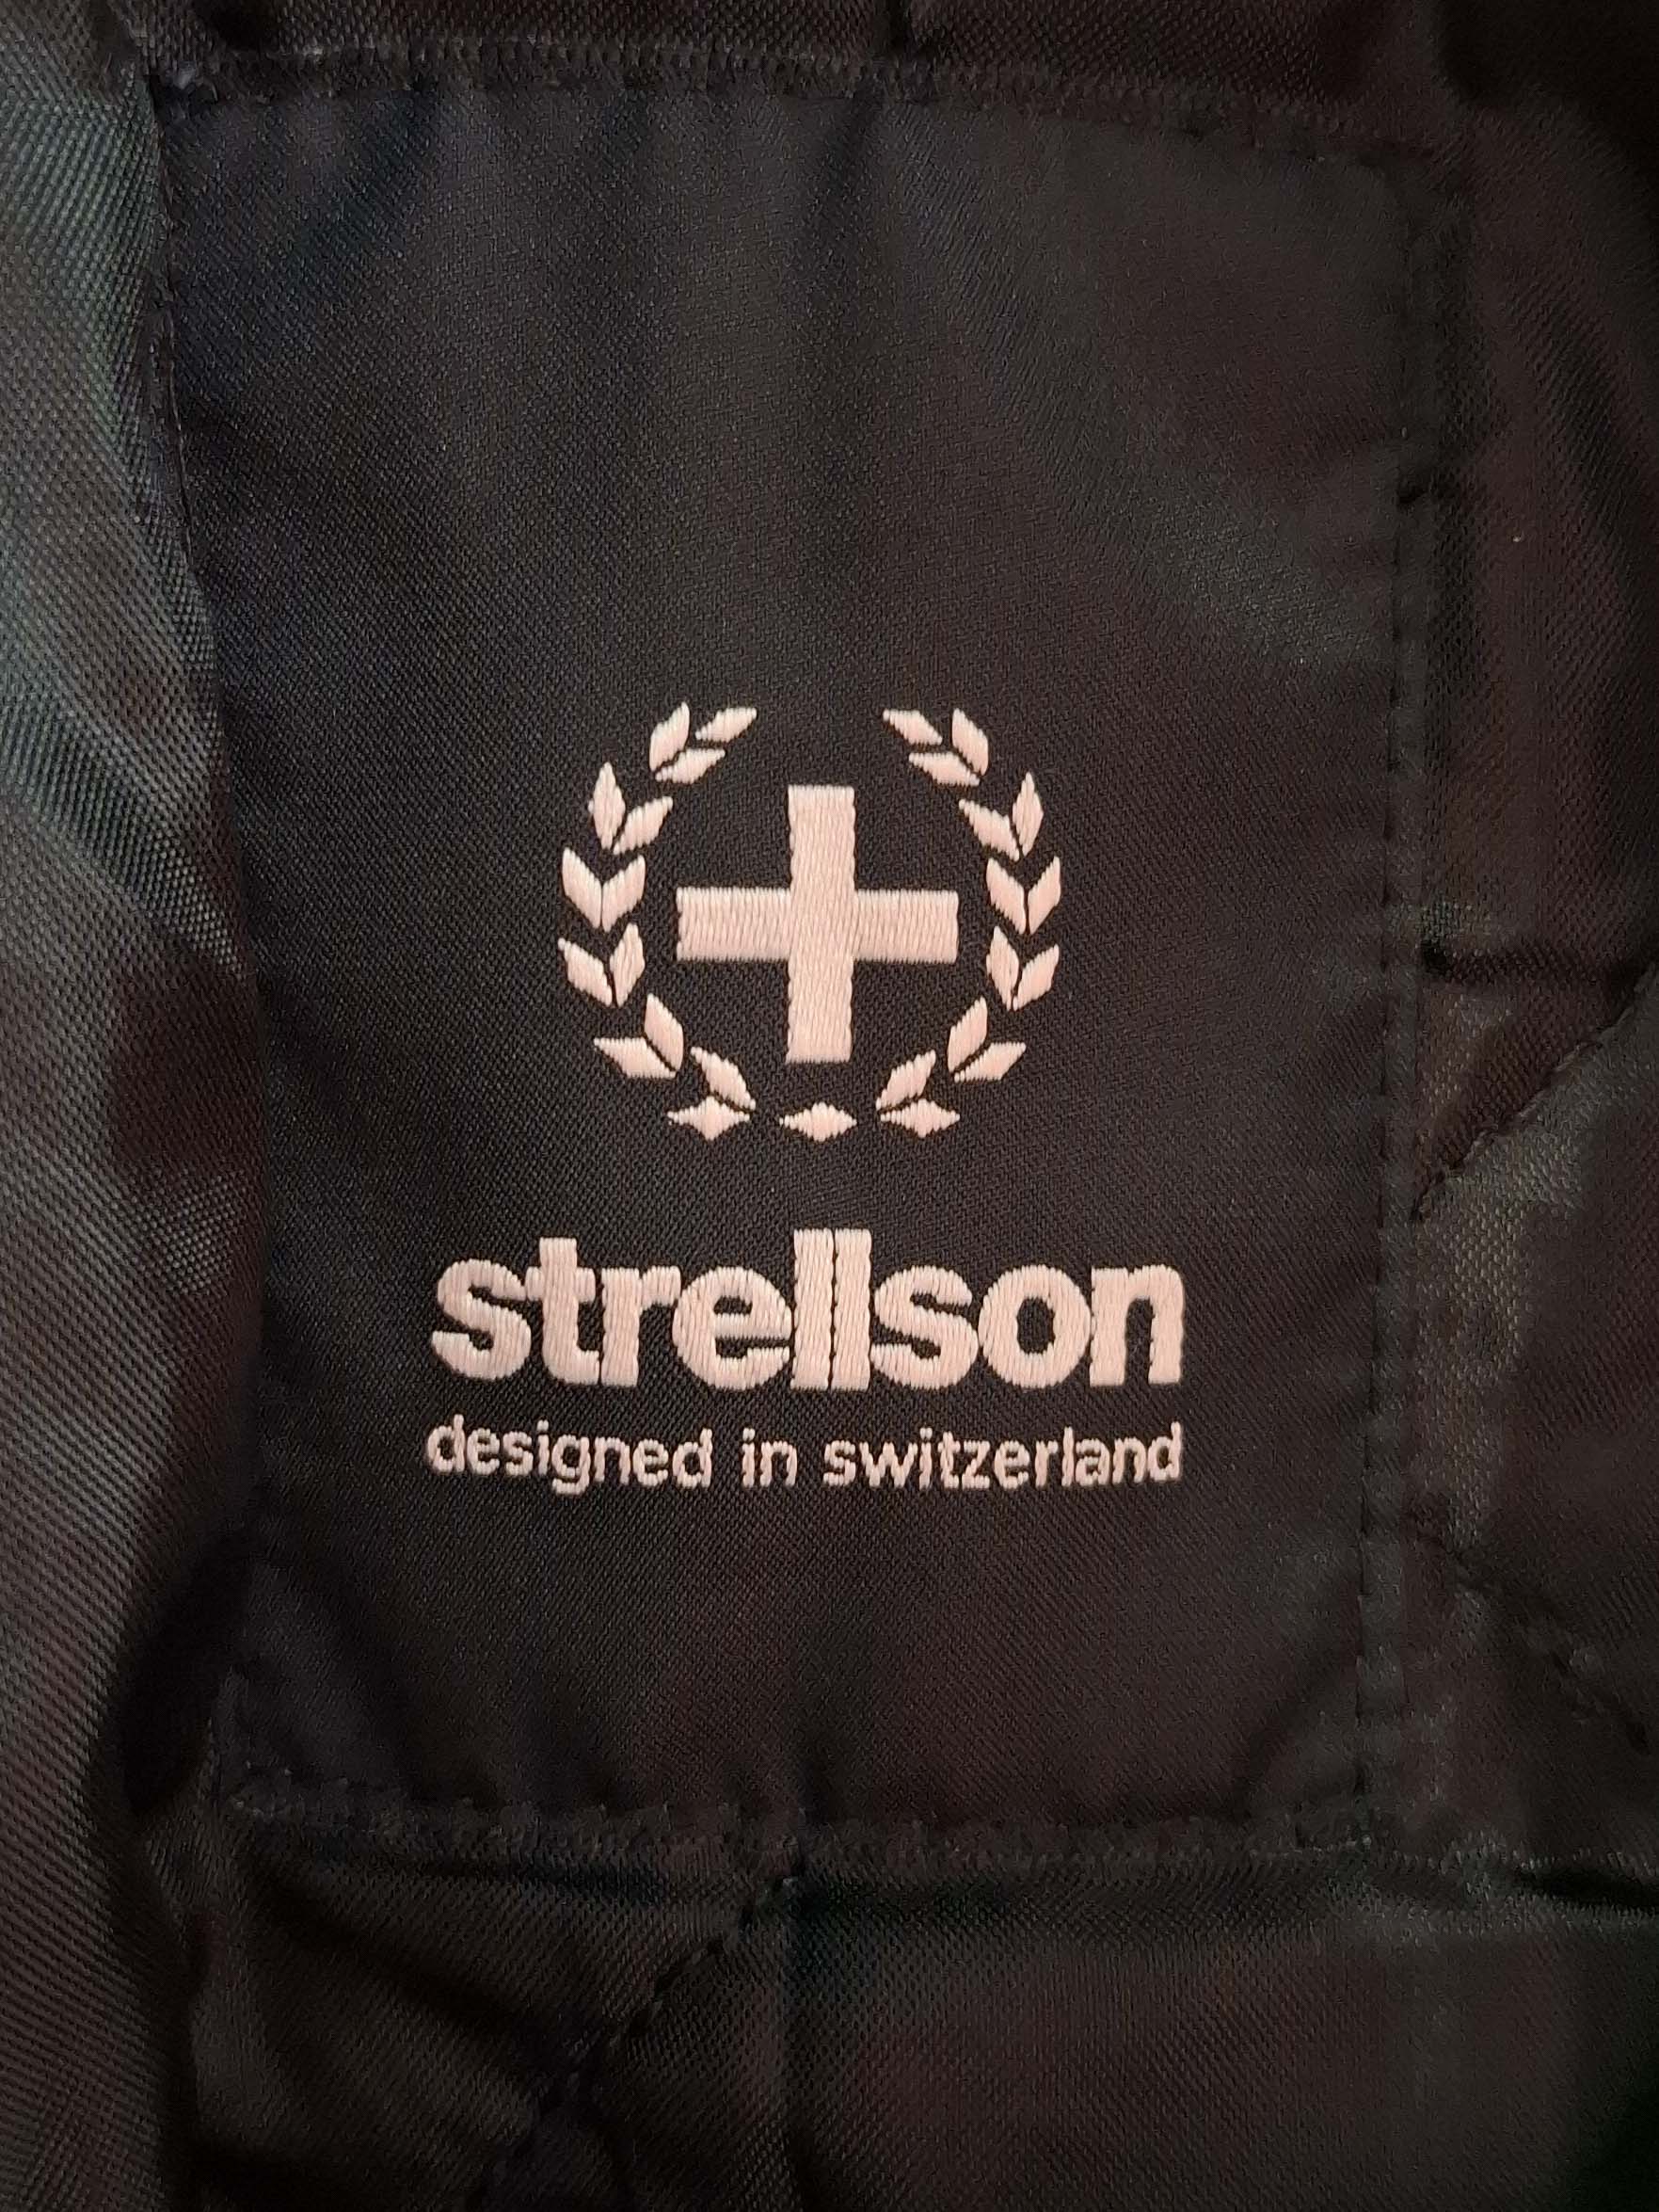 strellson
designed in switzerland